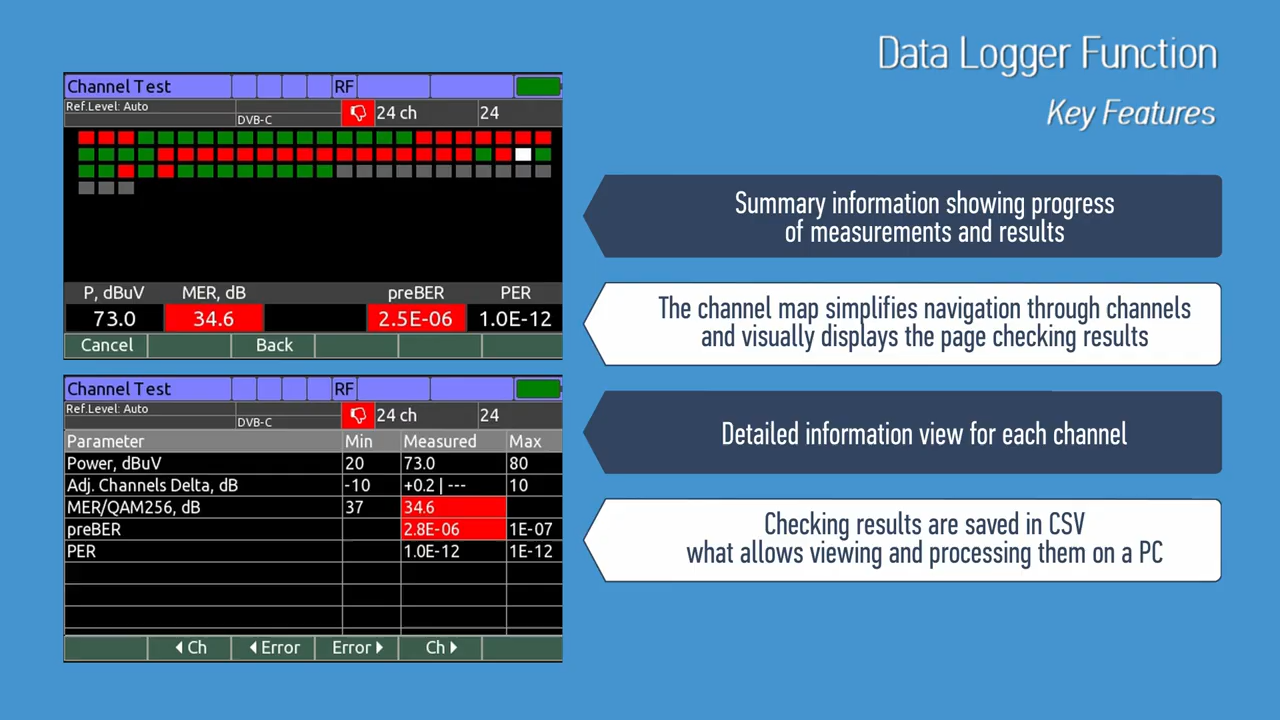 Data Logger Function
Key Features
Channel Test RF
Ref.Level: Auto
DVB-C
24 ch
24
P, dBuV MER, dB preBER PER
73.0 34.6 2.5E-06 1.0E-12
Cancel Back
Channel Test RF
Ref.Level: Auto
DVB-C
24 ch
24
Parameter Min Measured Max
Power, dBuV 20 73.0 80
Adj. Channels Delta, dB -10 +0.2 | --- 10
MER/QAM256, dB 37 34.6
preBER 2.8E-06 1E-07
PER 1.0E-12 1E-12
◀Ch ◀Error Error▶ Ch▶
Summary information showing progress
of measurements and results
The channel map simplifies navigation through channels
and visually displays the page checking results
Detailed information view for each channel
Checking results are saved in CSV
what allows viewing and processing them on a PC